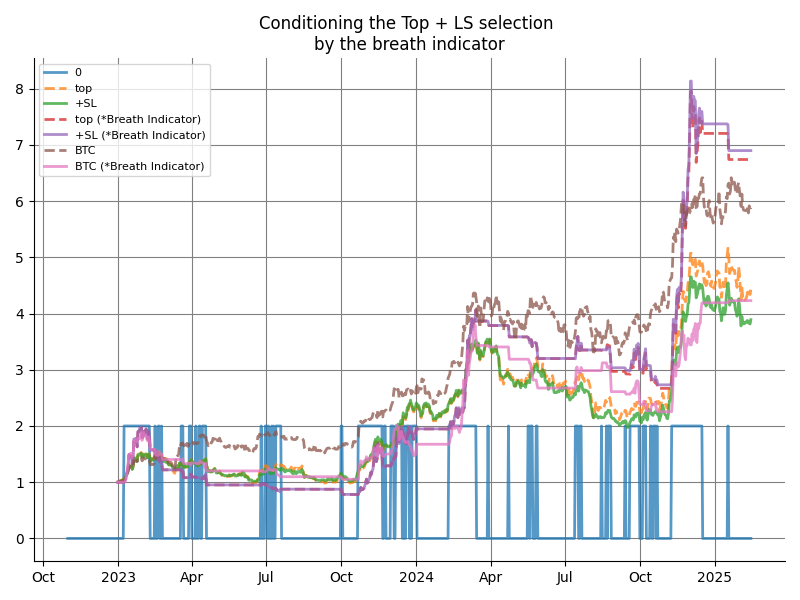 Conditioning the Top + LS selection
by the breath indicator
0
top
+SL
top (*Breath Indicator)
+SL (*Breath Indicator)
BTC
BTC (*Breath Indicator)
8
7
6
5
4
3
2
1
0
Oct 2023 Apr Jul Oct 2024 Apr Jul Oct 2025